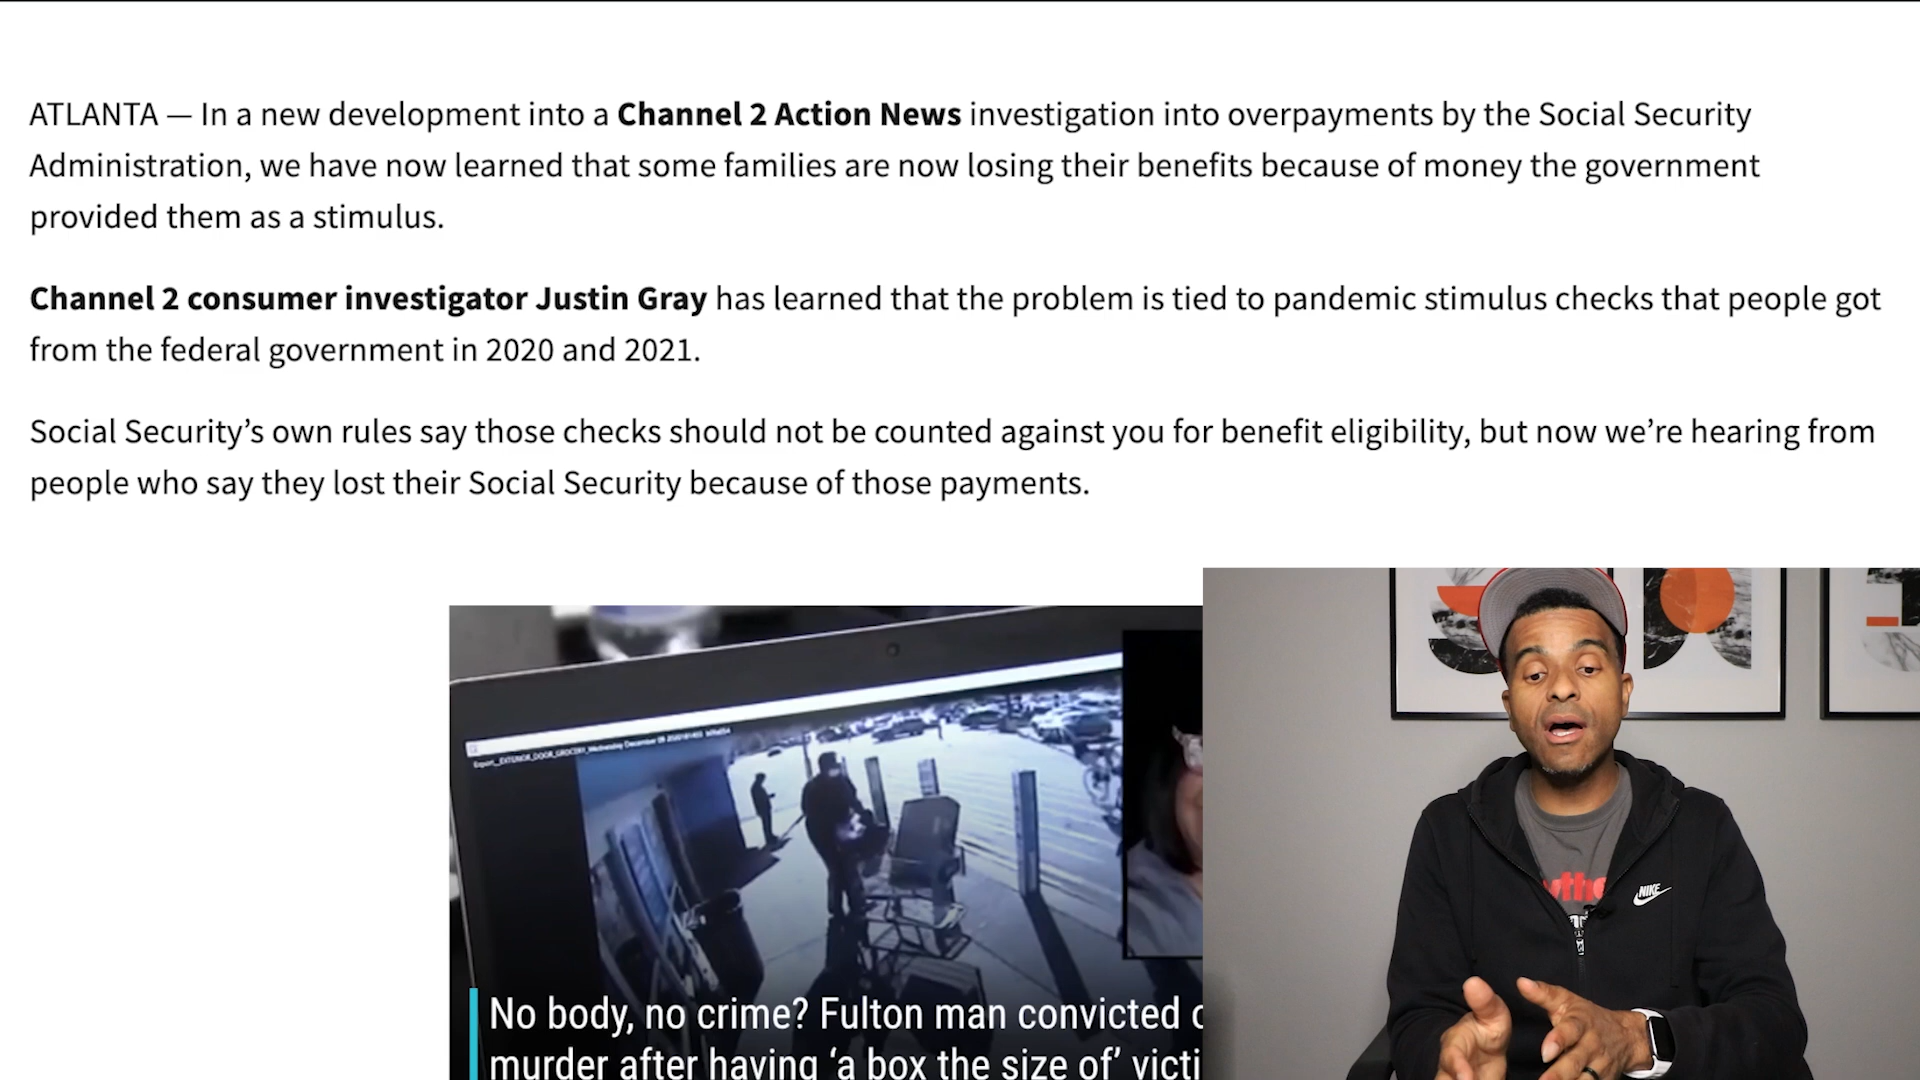 ATLANTA — In a new development into a Channel 2 Action News investigation into overpayments by the Social Security
Administration, we have now learned that some families are now losing their benefits because of money the government
provided them as a stimulus.
Channel 2 consumer investigator Justin Gray has learned that the problem is tied to pandemic stimulus checks that people got
from the federal government in 2020 and 2021.
Social Security’s own rules say those checks should not be counted against you for benefit eligibility, but now we’re hearing from
people who say they lost their Social Security because of those payments.
No body, no crime? Fulton man convicted
murder after having ‘a box the size of’ victi
NIKE